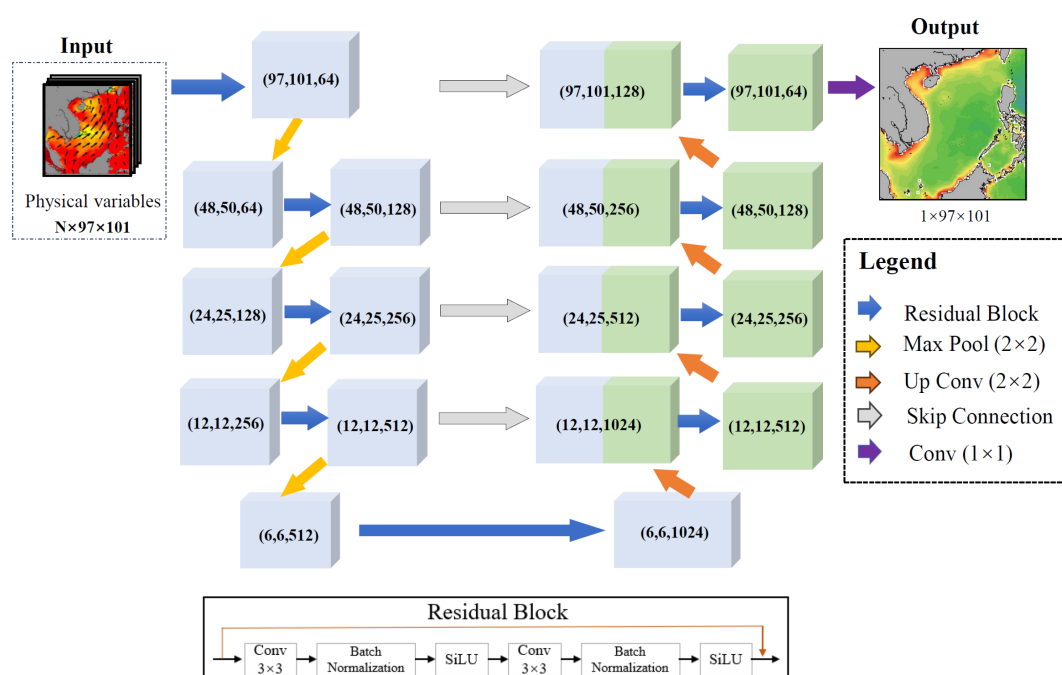 Input
Physical variables
N×97×101
(97,101,64)
(97,101,128)
(97,101,64)
Output
1×97×101
(48,50,64)
(48,50,128)
(48,50,256)
(48,50,128)
(24,25,128)
(24,25,256)
(24,25,512)
(24,25,256)
(12,12,256)
(12,12,512)
(12,12,1024)
(12,12,512)
(6,6,512)
(6,6,1024)
Legend
Residual Block
Max Pool (2×2)
Up Conv (2×2)
Skip Connection
Conv (1×1)
Residual Block
Conv
3×3
Batch
Normalization
SiLU
Conv
3×3
Batch
Normalization
SiLU